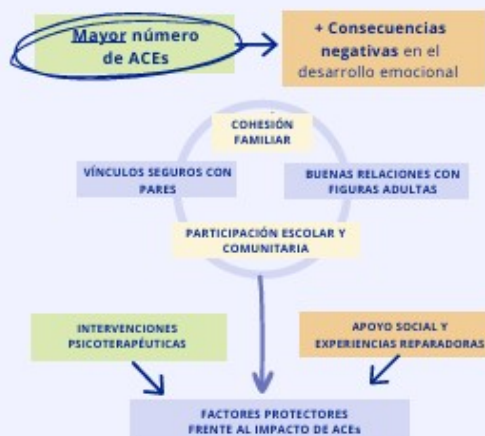 Mayor número
de ACEs
+ Consecuencias
negativas en el
desarrollo emocional
COHESIÓN
FAMILIAR
VÍNCULOS SEGUROS CON
PARES
BUENAS RELACIONES CON
FIGURAS ADULTAS
PARTICIPACIÓN ESCOLAR Y
COMUNITARIA
INTERVENCIONES
PSICOTERAPÉUTICAS
APOYO SOCIAL Y
EXPERIENCIAS REPARADORAS
FACTORES PROTECTORES
FRENTE AL IMPACTO DE ACEs